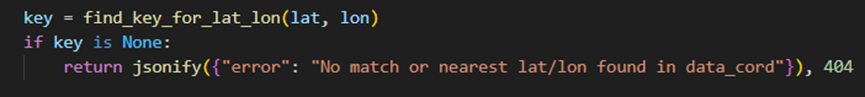 key = find_key_for_lat_lon(lat, lon)
if key is None:
    return jsonify({"error": "No match or nearest lat/lon found in data_cord"}), 404